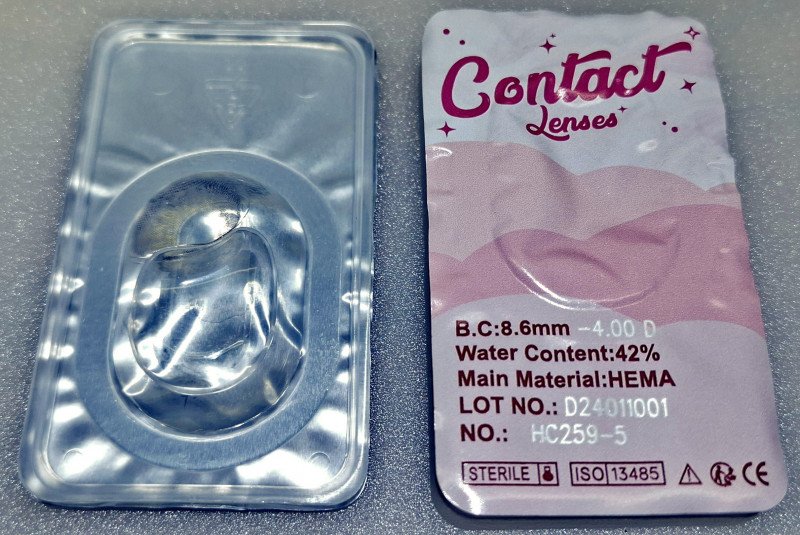 Contact
Lenses
B.C:8.6mm -4.00 D
Water Content:42%
Main Material:HEMA
LOT NO.: D24011001
NO.: HC259-5
STERILE
ISO 13485
CE